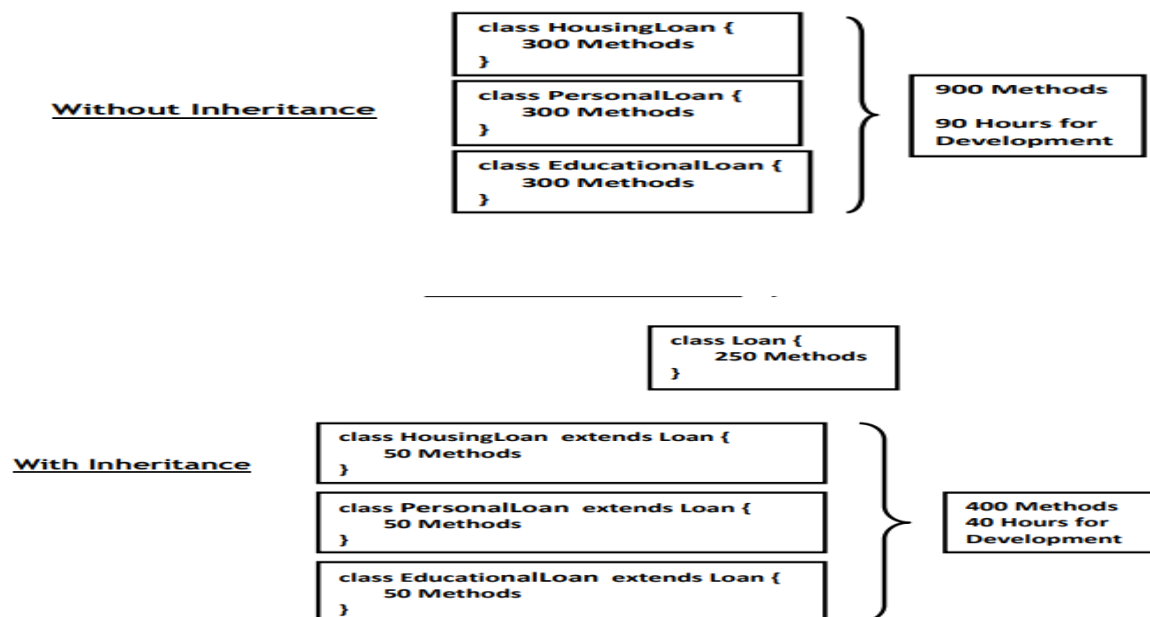 class HousingLoan {
300 Methods
}
Without Inheritance
class PersonalLoan {
300 Methods
}
class EducationalLoan {
300 Methods
}
900 Methods
90 Hours for
Development
class Loan {
250 Methods
}
With Inheritance
class HousingLoan extends Loan {
50 Methods
}
class PersonalLoan extends Loan {
50 Methods
}
class EducationalLoan extends Loan {
50 Methods
}
400 Methods
40 Hours for
Development